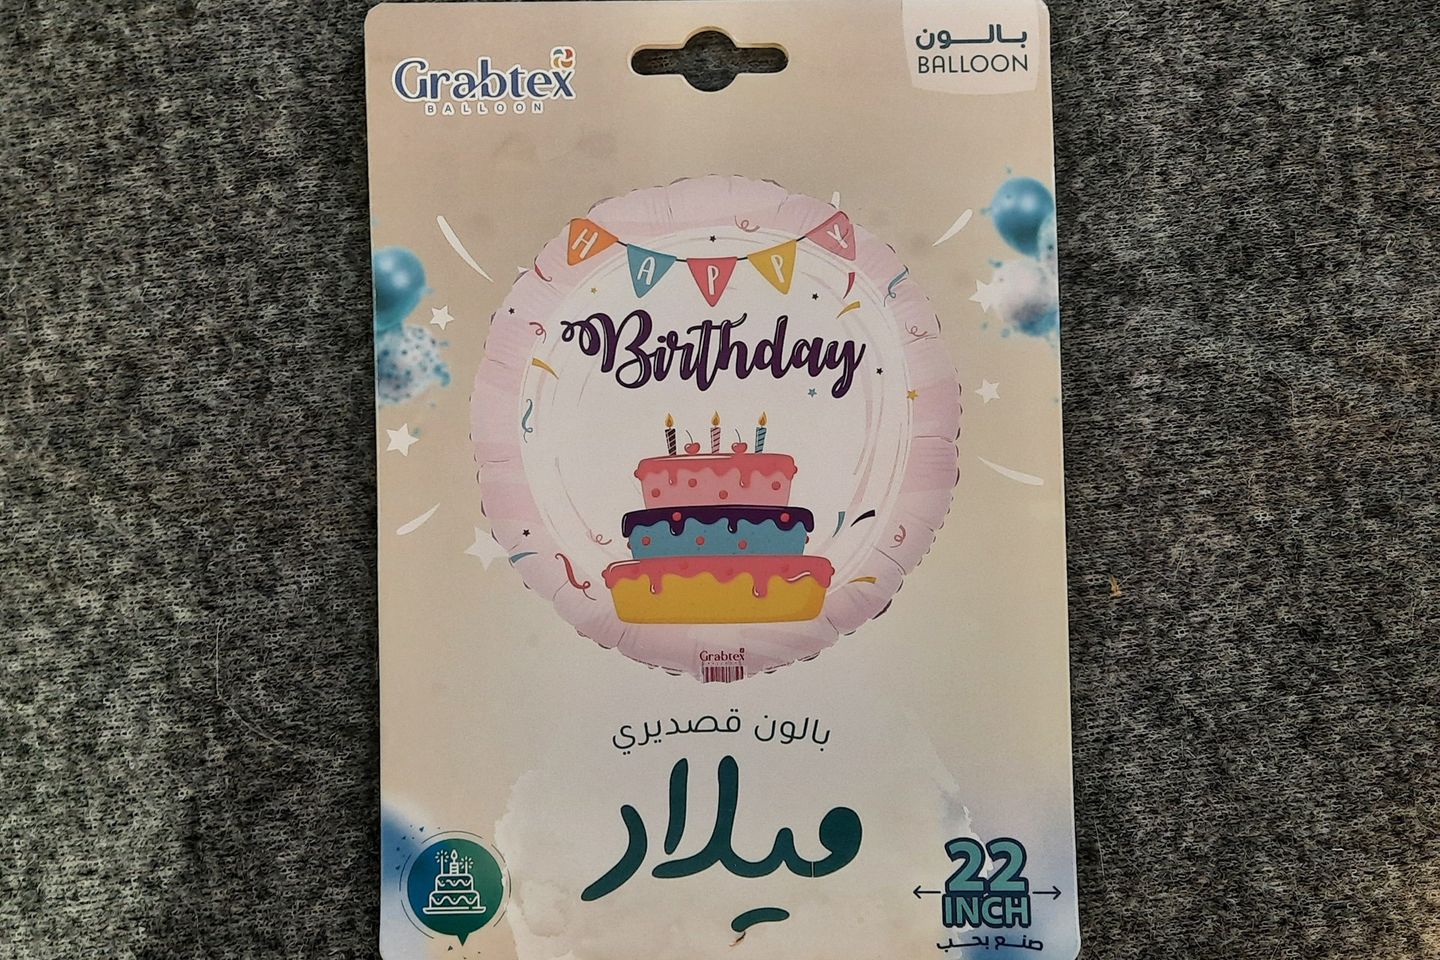 Grabtex
BALLOON
بالون
BALLOON
HAPPY
Birthday
Grabtex
بالون قصديري
ميلاد
22
INCH
صنع بحب